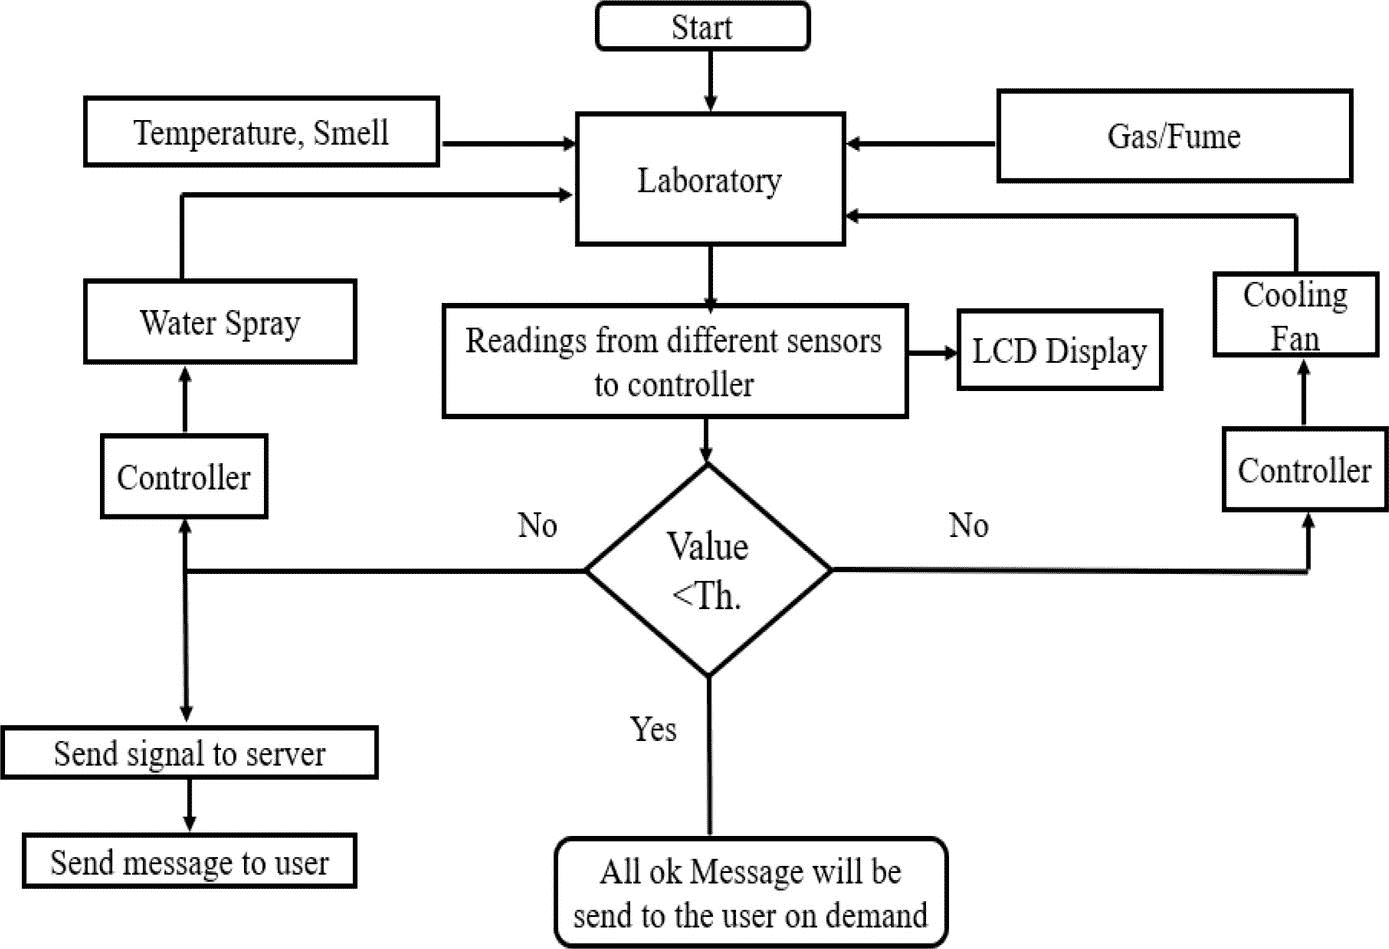 Start
Temperature, Smell
Gas/Fume
Laboratory
Water Spray
Cooling
Fan
Readings from different sensors
to controller
LCD Display
Controller
Controller
No
No
Value
<Th.
Yes
Send signal to server
Send message to user
All ok Message will be
send to the user on demand